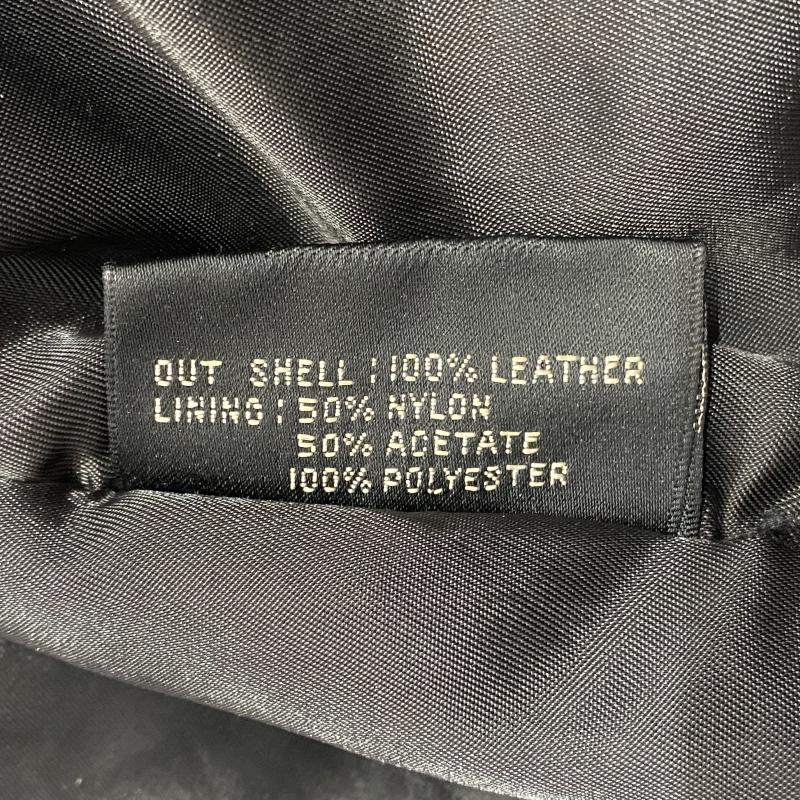 OUT SHELL : 100% LEATHER
LINING : 50% NYLON
50% ACETATE
100% POLYESTER